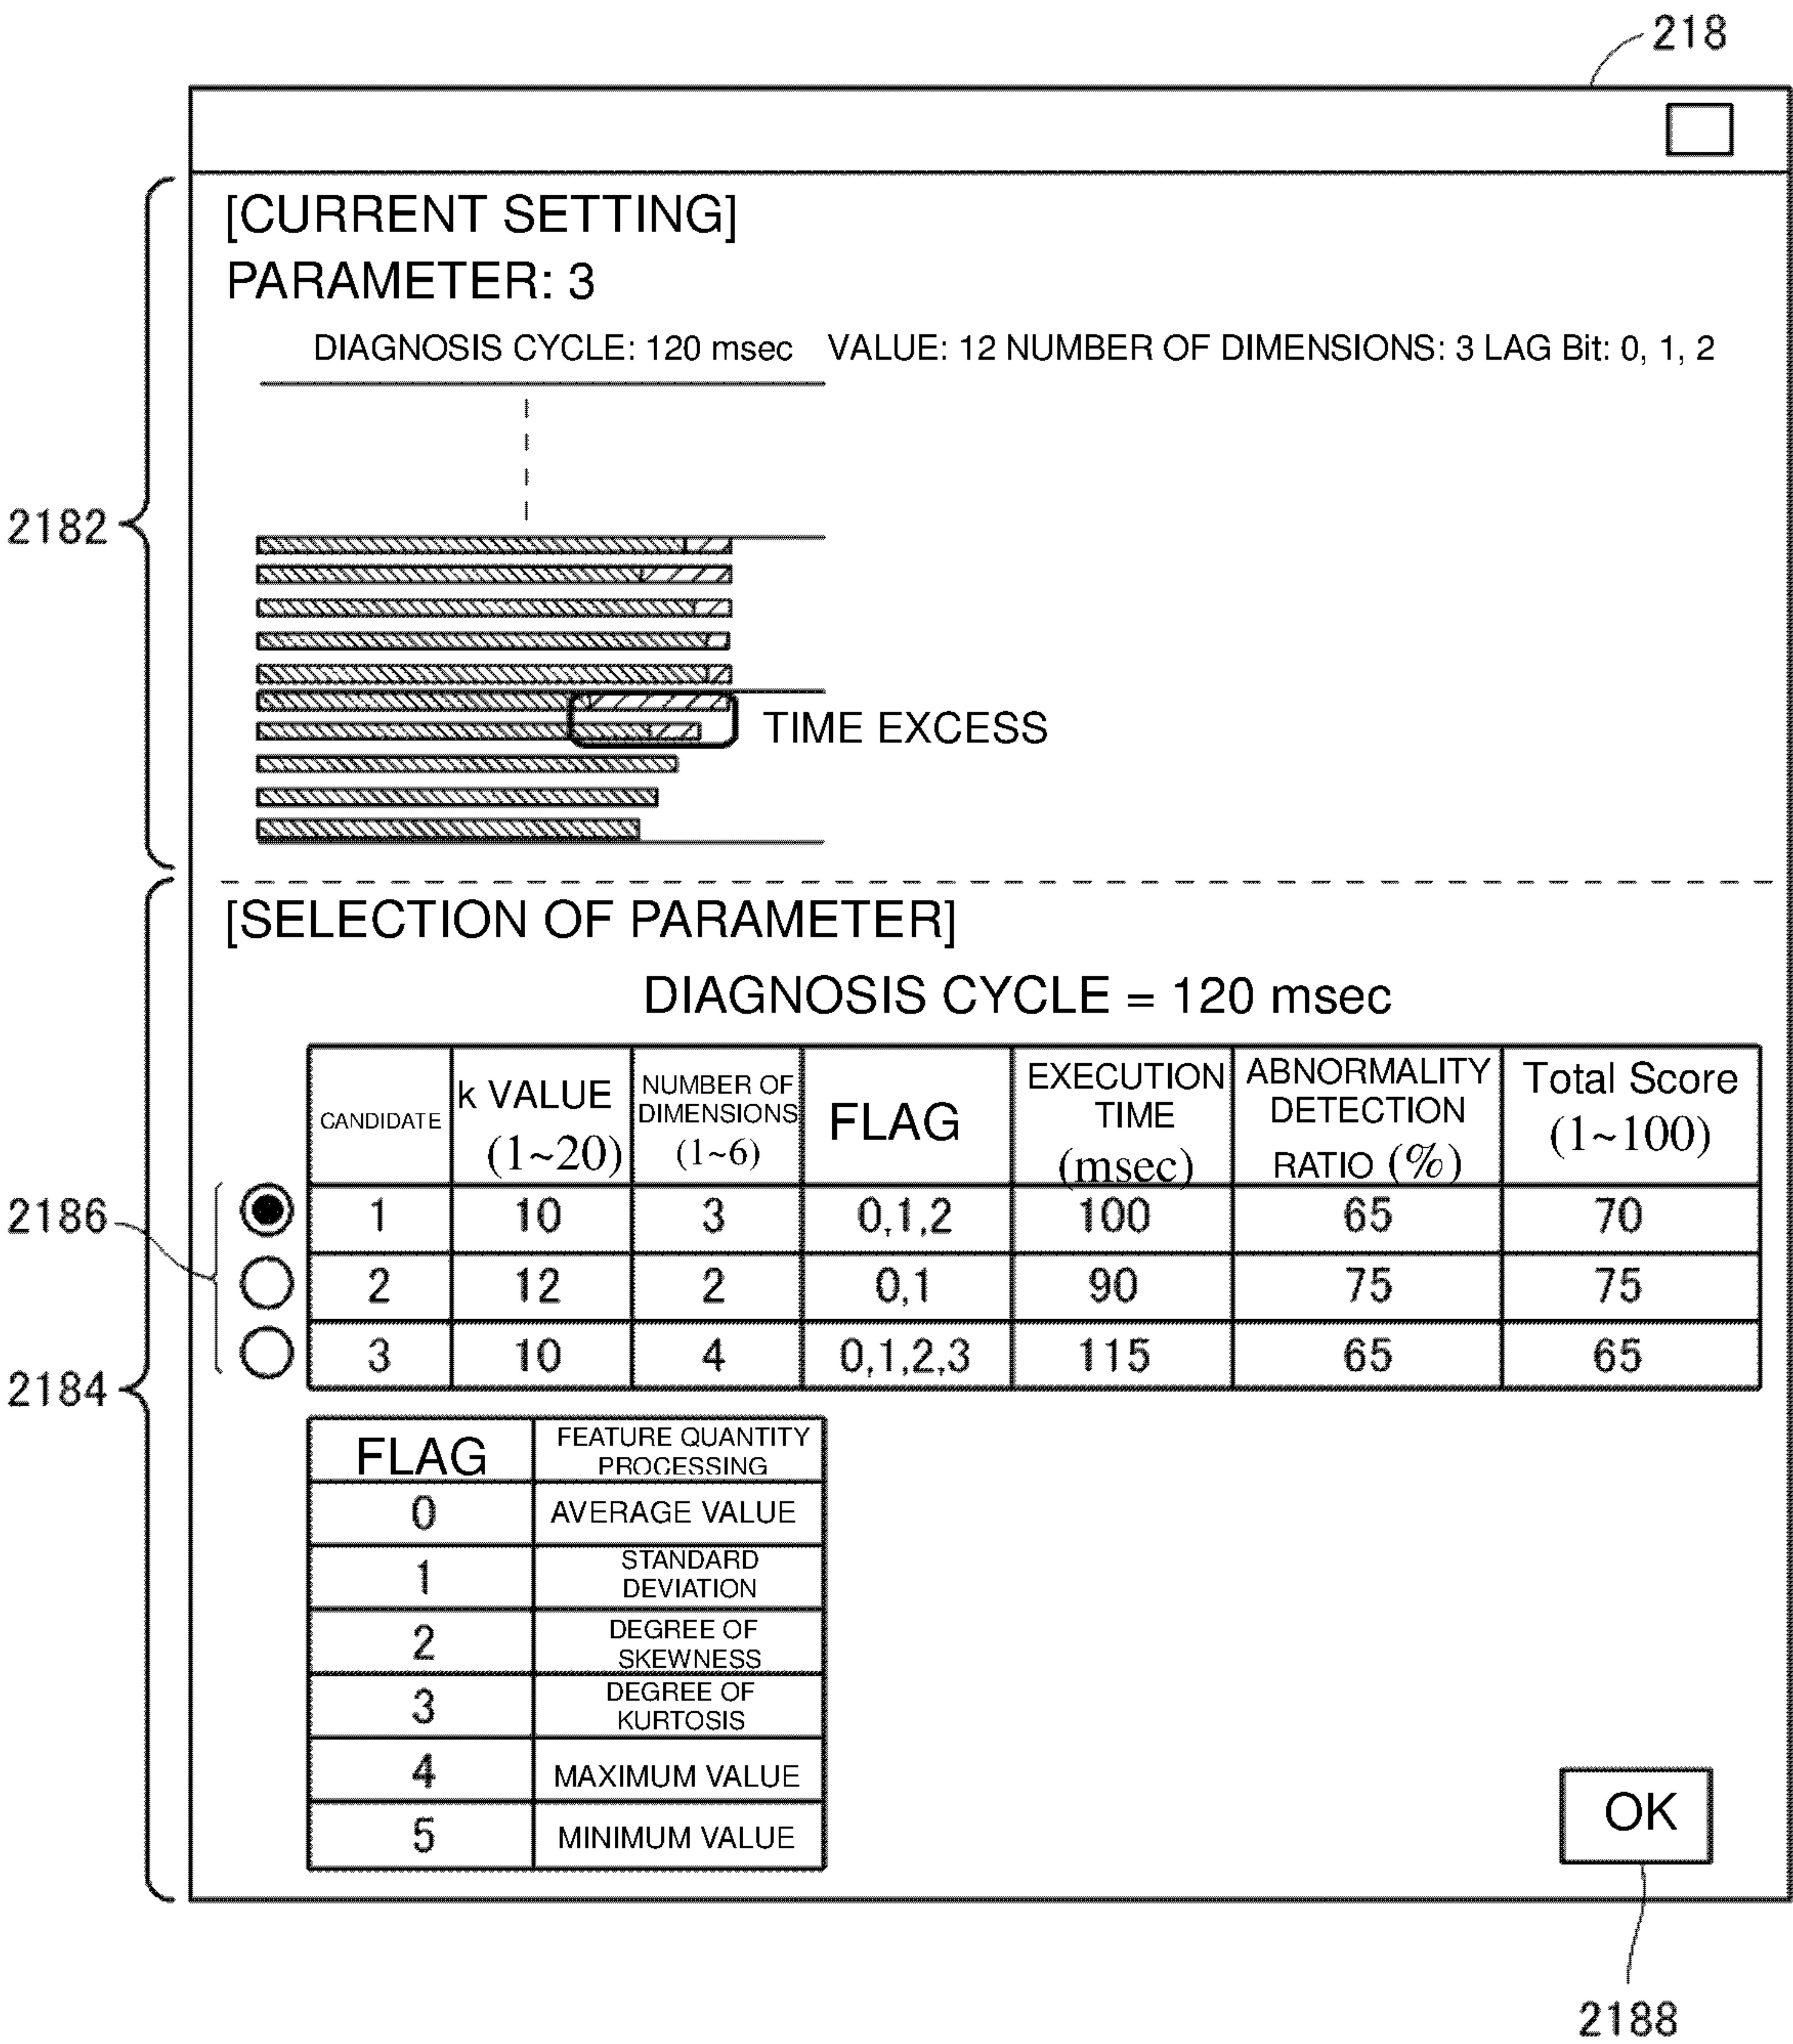 218
[CURRENT SETTING]
PARAMETER: 3
DIAGNOSIS CYCLE: 120 msec VALUE: 12 NUMBER OF DIMENSIONS: 3 LAG Bit: 0, 1, 2
2182
TIME EXCESS
[SELECTION OF PARAMETER]
DIAGNOSIS CYCLE = 120 msec
CANDIDATE
k VALUE
(1~20)
NUMBER OF
DIMENSIONS
(1~6)
FLAG
EXECUTION
TIME
(msec)
ABNORMALITY
DETECTION
RATIO (%)
Total Score
(1~100)
2186
1 10 3 0,1,2 100 65 70
2 12 2 0,1 90 75 75
3 10 4 0,1,2,3 115 65 65
2184
FLAG
FEATURE QUANTITY
PROCESSING
0 AVERAGE VALUE
1 STANDARD
DEVIATION
2 DEGREE OF
SKEWNESS
3 DEGREE OF
KURTOSIS
4 MAXIMUM VALUE
5 MINIMUM VALUE
OK
2188